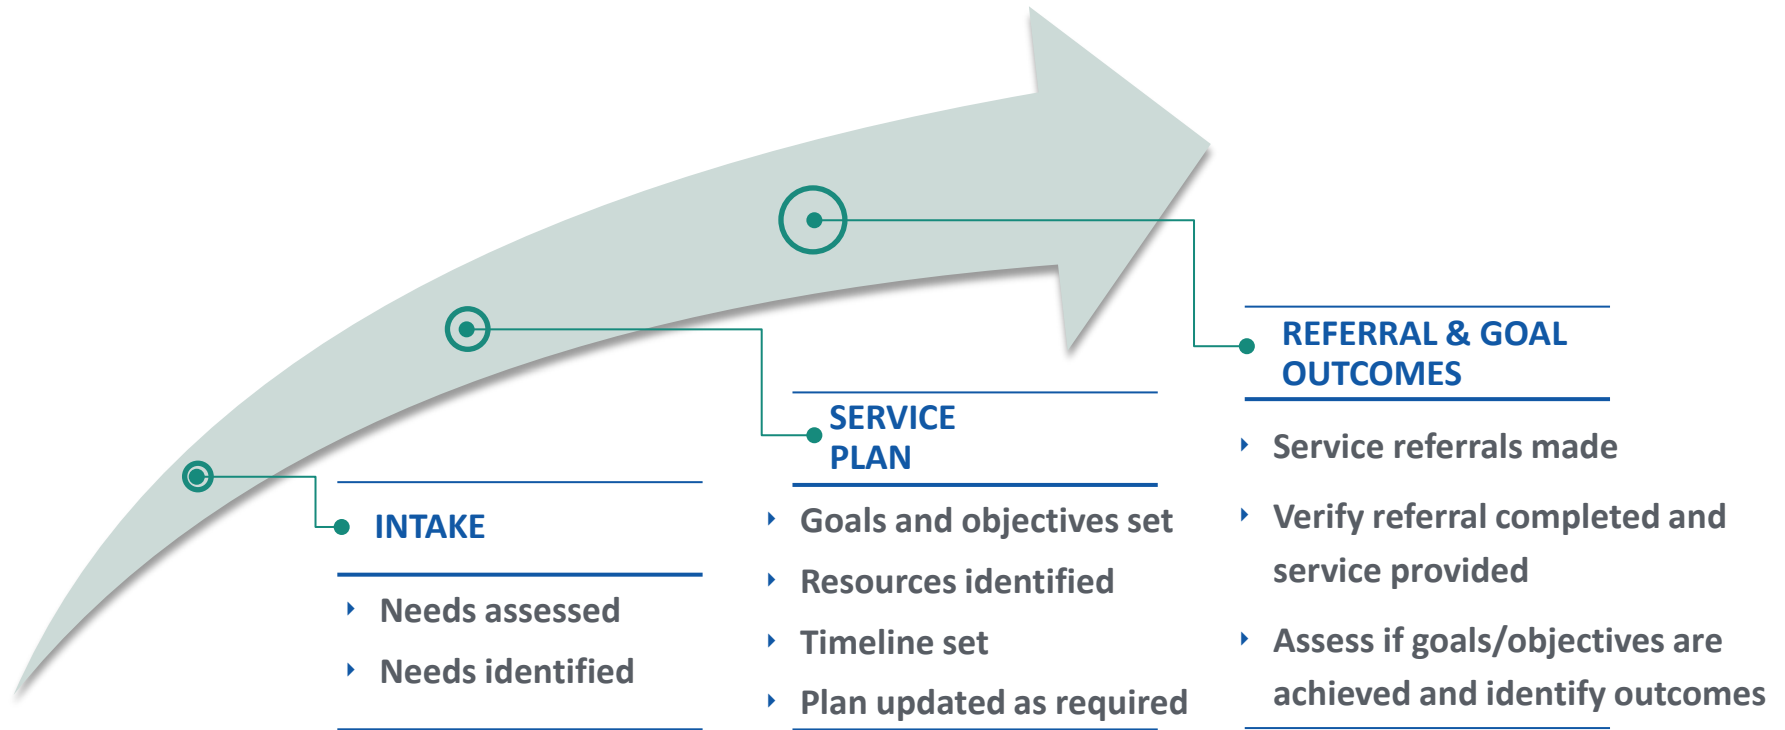 INTAKE
Needs assessed
Needs identified
SERVICE
PLAN
Goals and objectives set
Resources identified
Timeline set
Plan updated as required
REFERRAL & GOAL
OUTCOMES
Service referrals made
Verify referral completed and
service provided
Assess if goals/objectives are
achieved and identify outcomes